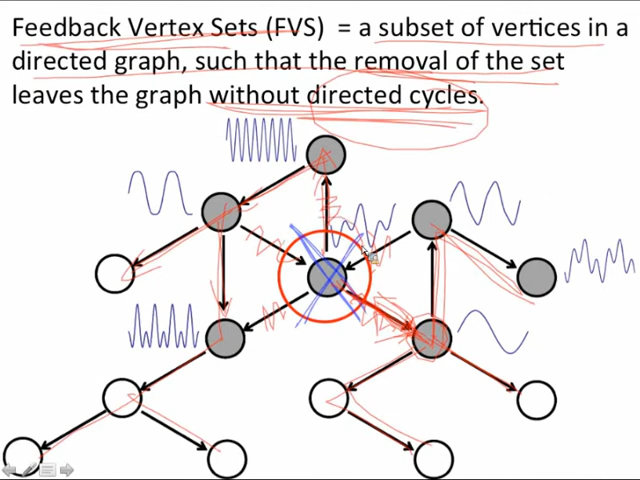 Feedback Vertex Sets (FVS) = a subset of vertices in a
directed graph, such that the removal of the set
leaves the graph without directed cycles.